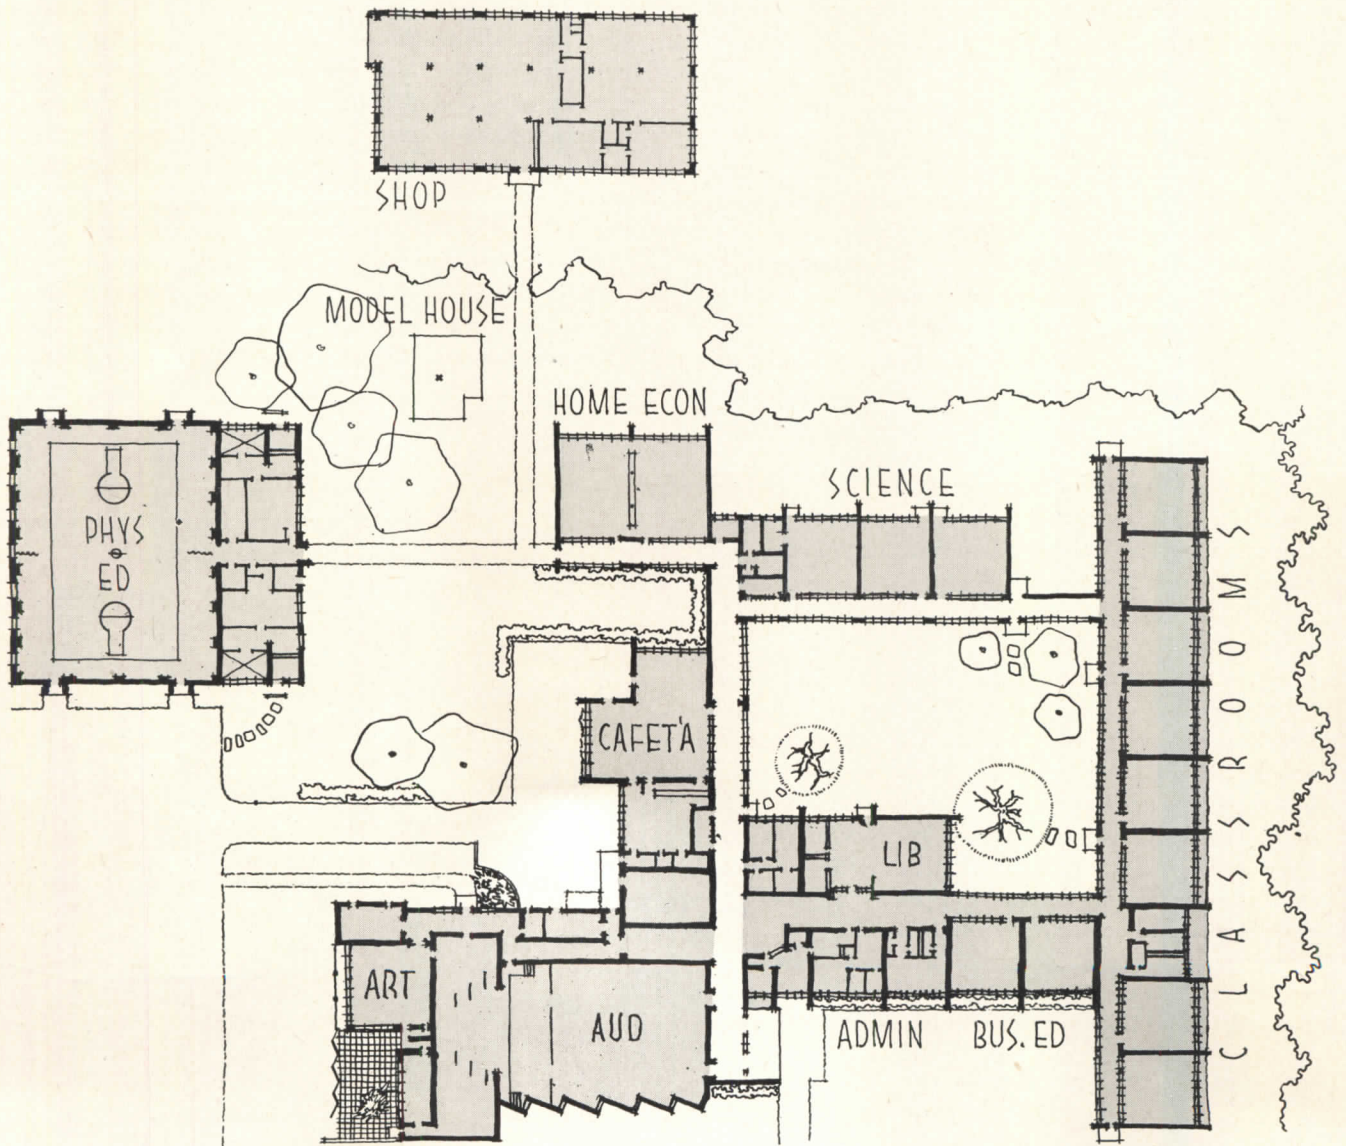 SHOP
MODEL HOUSE
HOME ECON
SCIENCE
PHYS
ED
CAFET'A
LIB
ART
AUD
ADMIN
BUS. ED
CLASSROOMS